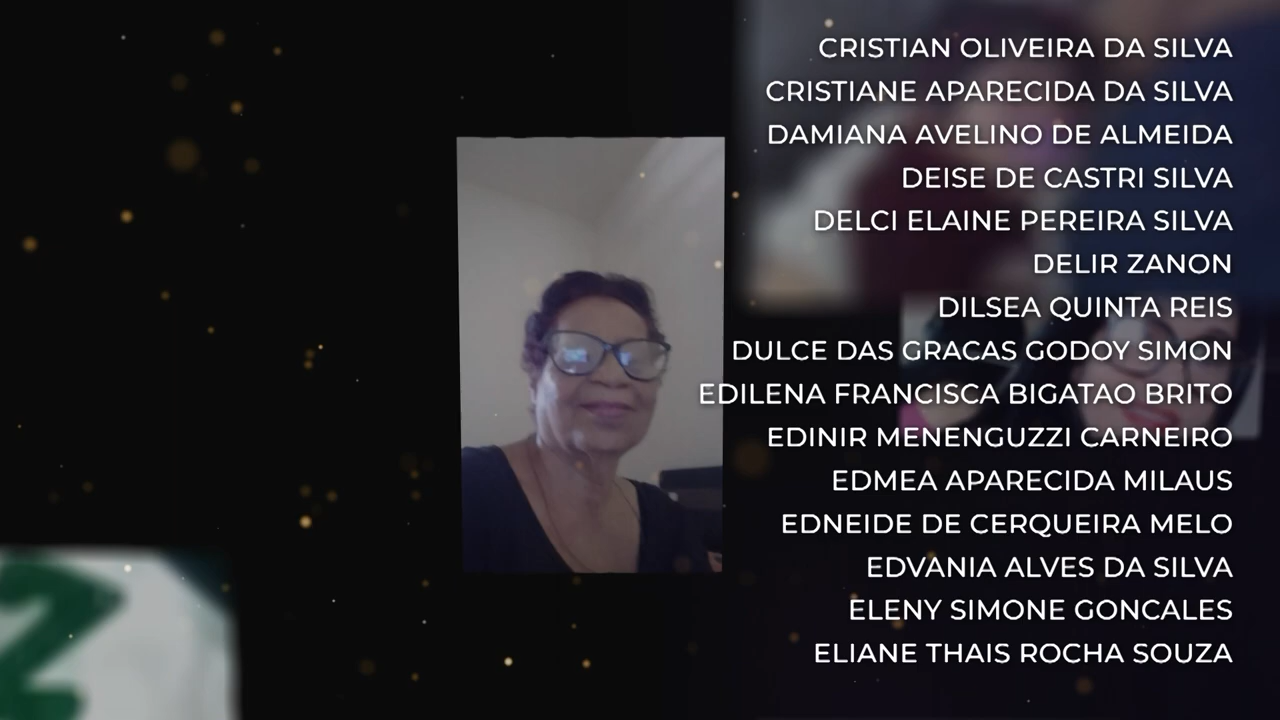 CRISTIAN OLIVEIRA DA SILVA
CRISTIANE APARECIDA DA SILVA
DAMIANA AVELINO DE ALMEIDA
DEISE DE CASTRI SILVA
DELCI ELAINE PEREIRA SILVA
DELIR ZANON
DILSEA QUINTA REIS
DULCE DAS GRACAS GODOY SIMON
EDILENA FRANCISCA BIGATAO BRITO
EDINIR MENENGUZZI CARNEIRO
EDMEA APARECIDA MILAUS
EDNEIDE DE CERQUEIRA MELO
EDVANIA ALVES DA SILVA
ELENY SIMONE GONCALES
ELIANE THAIS ROCHA SOUZA